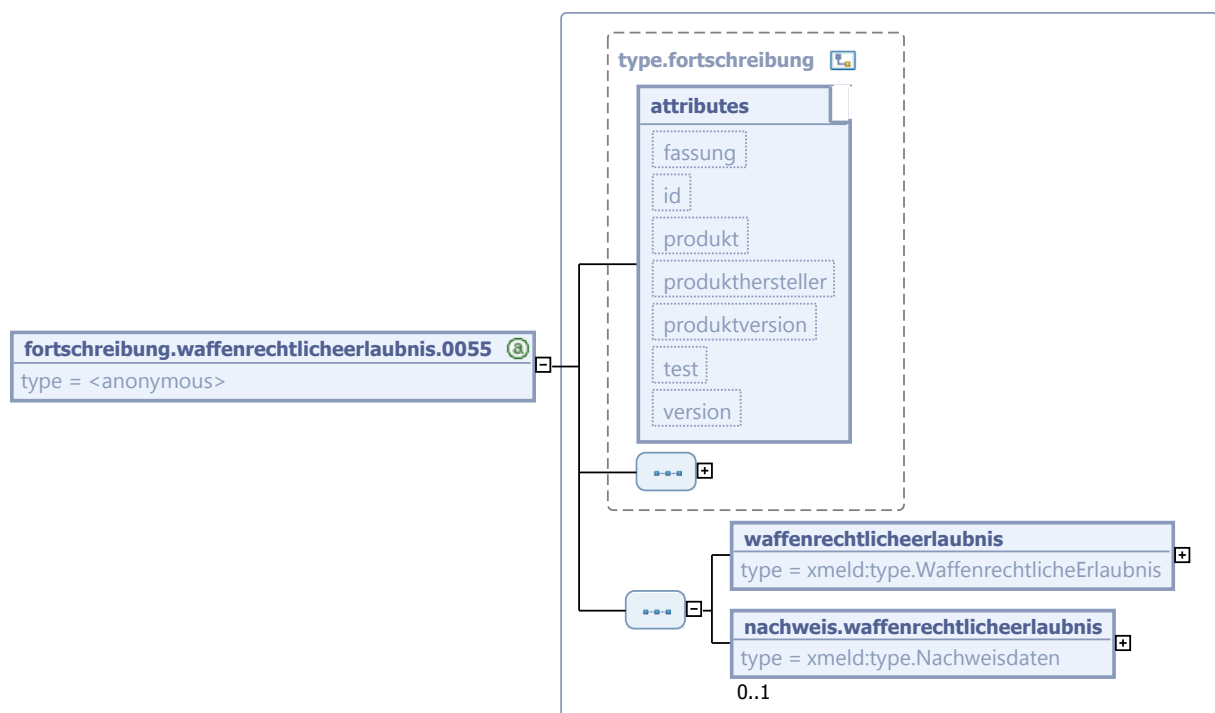 type.fortschreibung
attributes
fassung
id
produkt
produkthersteller
produktversion
test
version
fortschreibung.waffenrechtlicheerlaubnis.0055 a
type = <anonymous>
waffenrechtlicheerlaubnis
type = xmeld:type.WaffenrechtlicheErlaubnis
nachweis.waffenrechtlicheerlaubnis
type = xmeld:type.Nachweisdaten
0..1